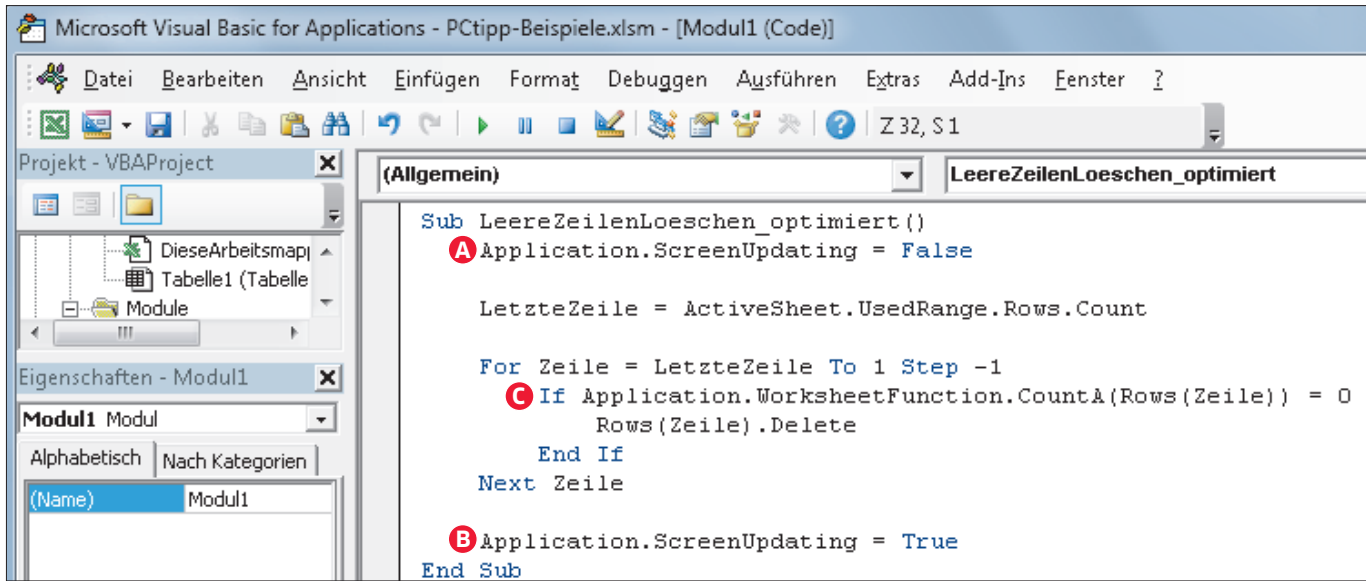 Microsoft Visual Basic for Applications - PCtipp-Beispiele.xlsm - [Modul1 (Code)]
Datei Bearbeiten Ansicht Einfügen Format Debuggen Ausführen Extras Add-Ins Fenster ?
Z 32, S 1
Projekt - VBAProject
(Allgemein) LeereZeilenLoeschen_optimiert
DieseArbeitsmap
Tabelle1 (Tabelle
Module
Eigenschaften - Modul1
Modul1 Modul
Alphabetisch Nach Kategorien
(Name) Modul1
Sub LeereZeilenLoeschen_optimiert()
A Application.ScreenUpdating = False
LetzteZeile = ActiveSheet.UsedRange.Rows.Count
For Zeile = LetzteZeile To 1 Step -1
C If Application.WorksheetFunction.CountA(Rows(Zeile)) = 0
Rows(Zeile).Delete
End If
Next Zeile
B Application.ScreenUpdating = True
End Sub